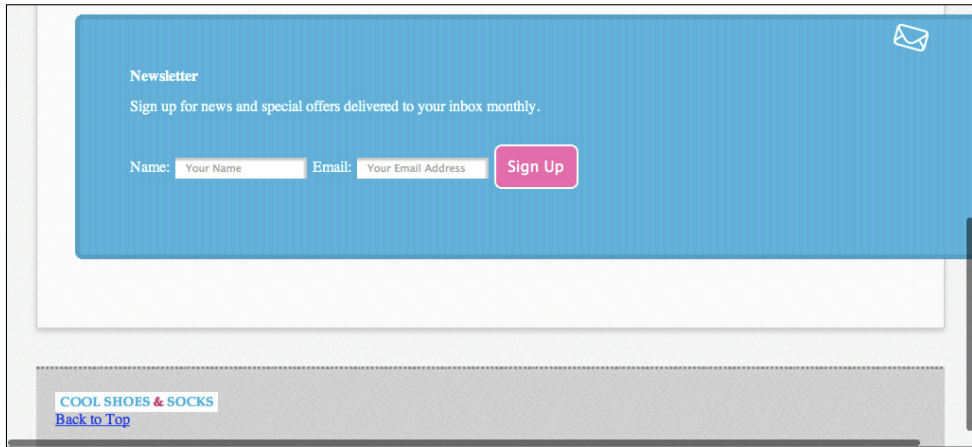 Newsletter
Sign up for news and special offers delivered to your inbox monthly.
Name: Your Name Email: Your Email Address Sign Up
COOL SHOES & SOCKS
Back to Top